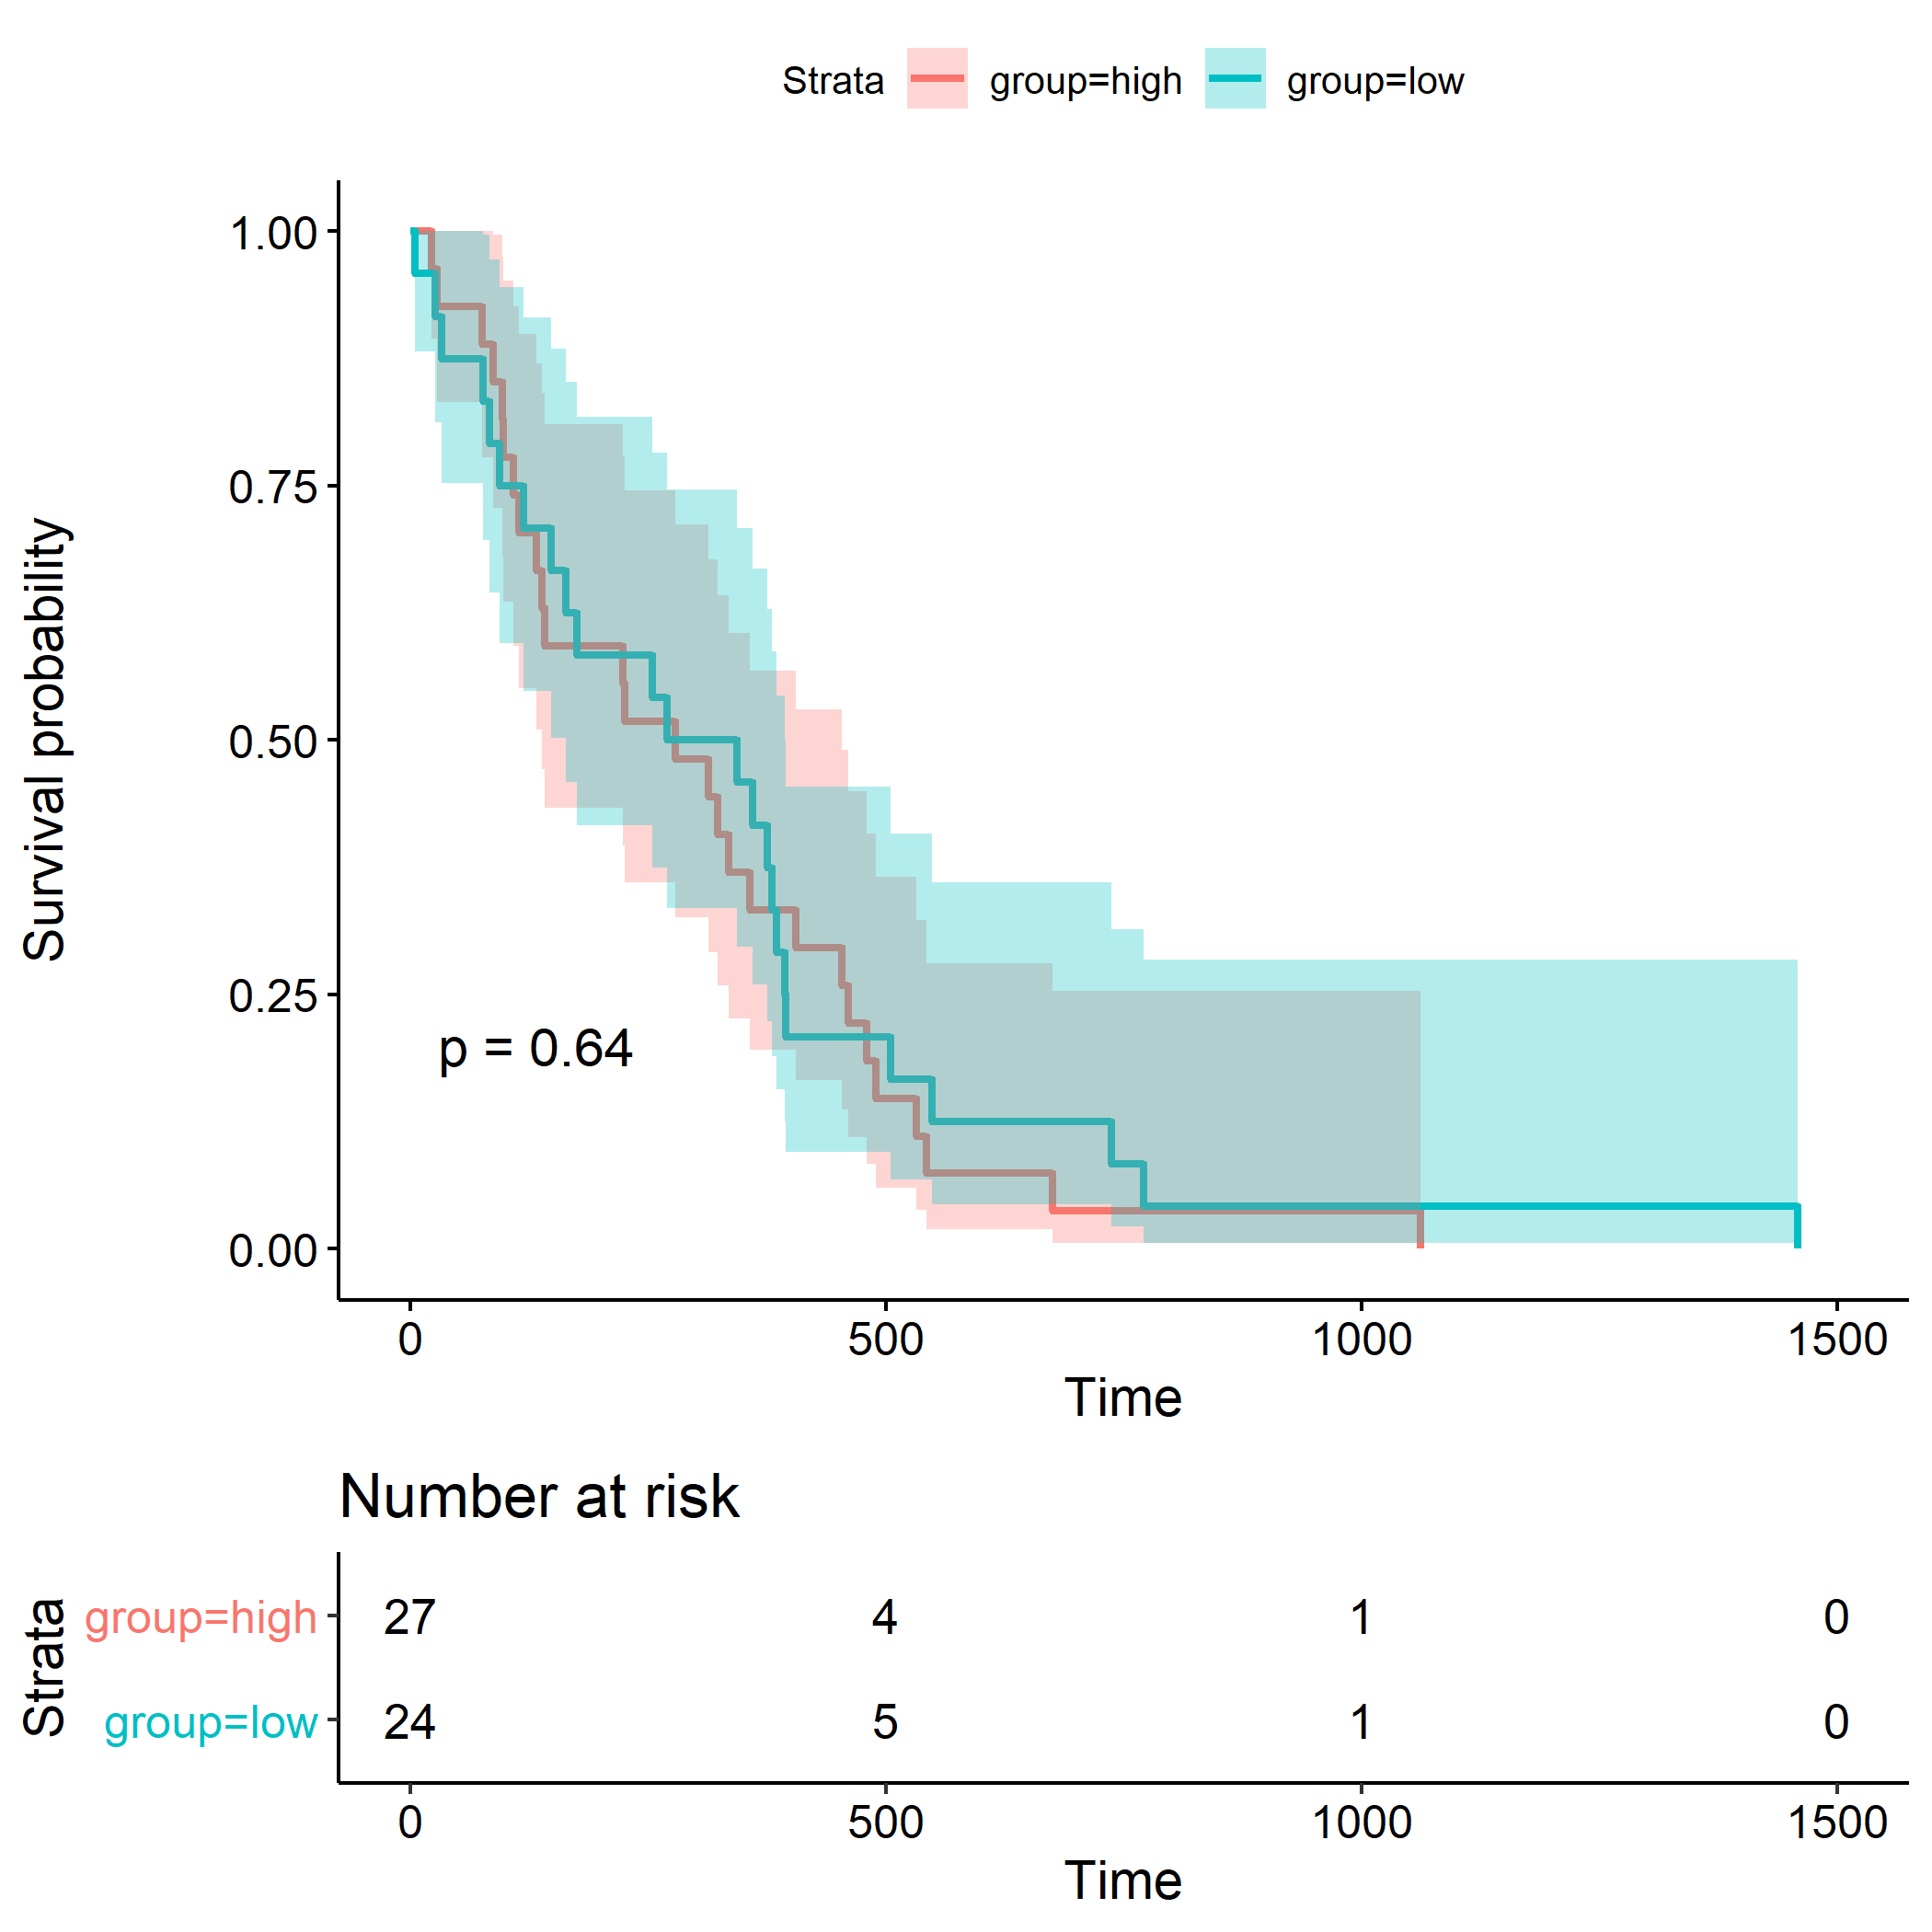 Strata group=high group=low
1.00
0.75
0.50
0.25
0.00
Survival probability
p = 0.64
0 500 1000 1500
Time
Number at risk
Strata
group=high 27 4 1 0
group=low 24 5 1 0
0 500 1000 1500
Time